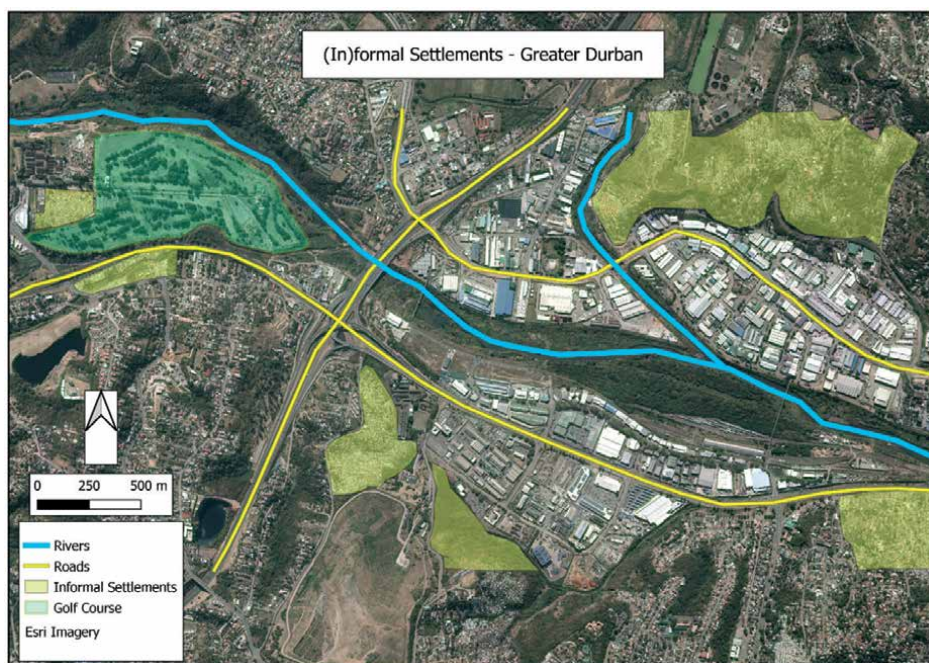 (In)formal Settlements - Greater Durban
0 250 500 m
Rivers
Roads
Informal Settlements
Golf Course
Esri Imagery